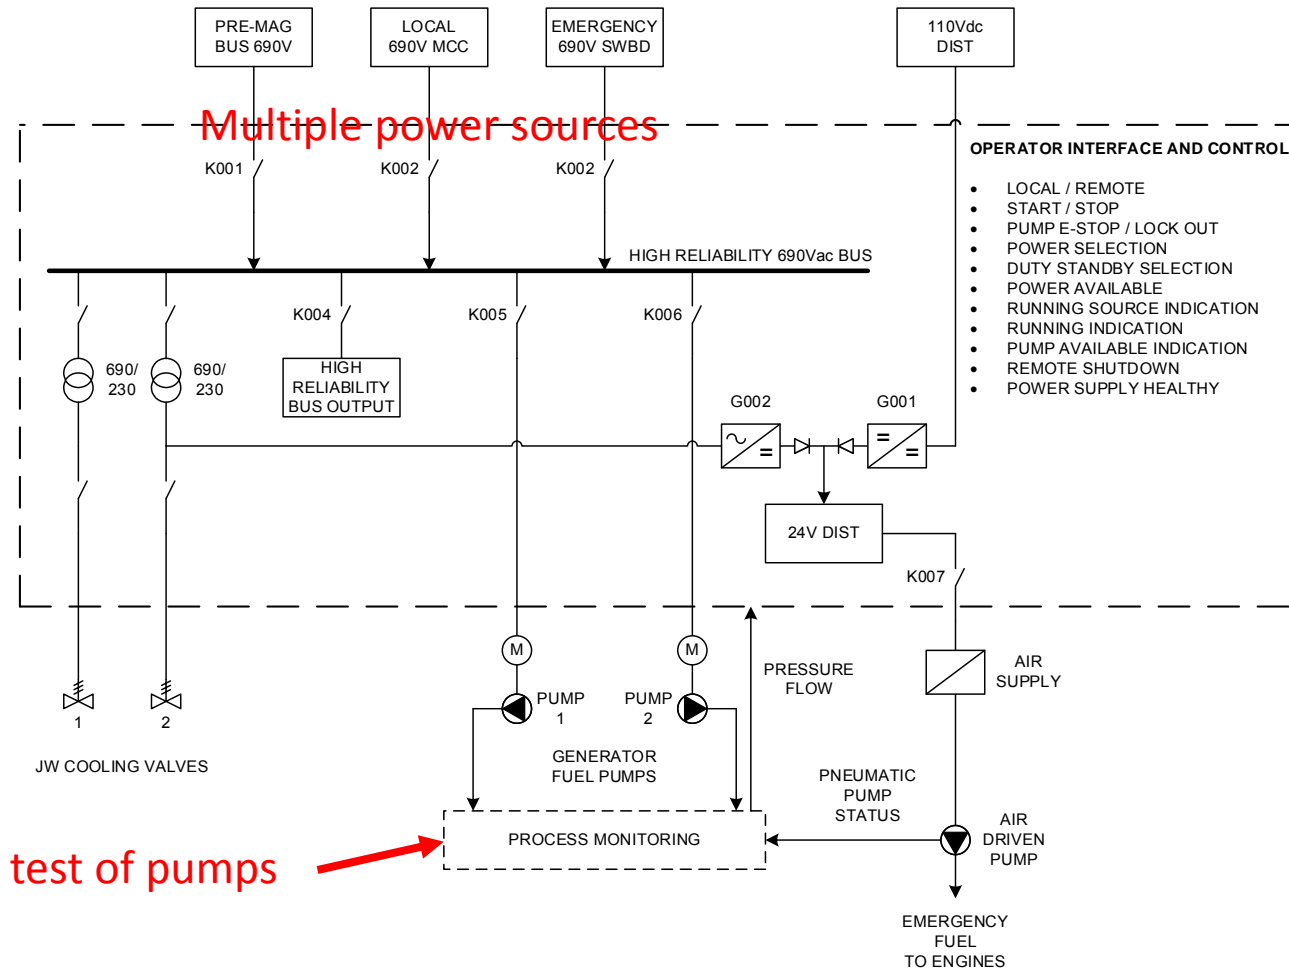 PRE-MAG
BUS 690V
LOCAL
690V MCC
EMERGENCY
690V SWBD
110Vdc
DIST
Multiple power sources
K001
K002
K002
OPERATOR INTERFACE AND CONTROL
• LOCAL / REMOTE
• START / STOP
• PUMP E-STOP / LOCK OUT
• POWER SELECTION
• DUTY STANDBY SELECTION
• POWER AVAILABLE
• RUNNING SOURCE INDICATION
• RUNNING INDICATION
• PUMP AVAILABLE INDICATION
• REMOTE SHUTDOWN
• POWER SUPPLY HEALTHY
HIGH RELIABILITY 690Vac BUS
K004
K005
K006
690/
230
690/
230
HIGH
RELIABILITY
BUS OUTPUT
G002
G001
24V DIST
K007
M
M
PRESSURE
FLOW
AIR
SUPPLY
PUMP
1
PUMP
2
1
2
JW COOLING VALVES
GENERATOR
FUEL PUMPS
PNEUMATIC
PUMP
STATUS
AIR
DRIVEN
PUMP
PROCESS MONITORING
test of pumps
EMERGENCY
FUEL
TO ENGINES